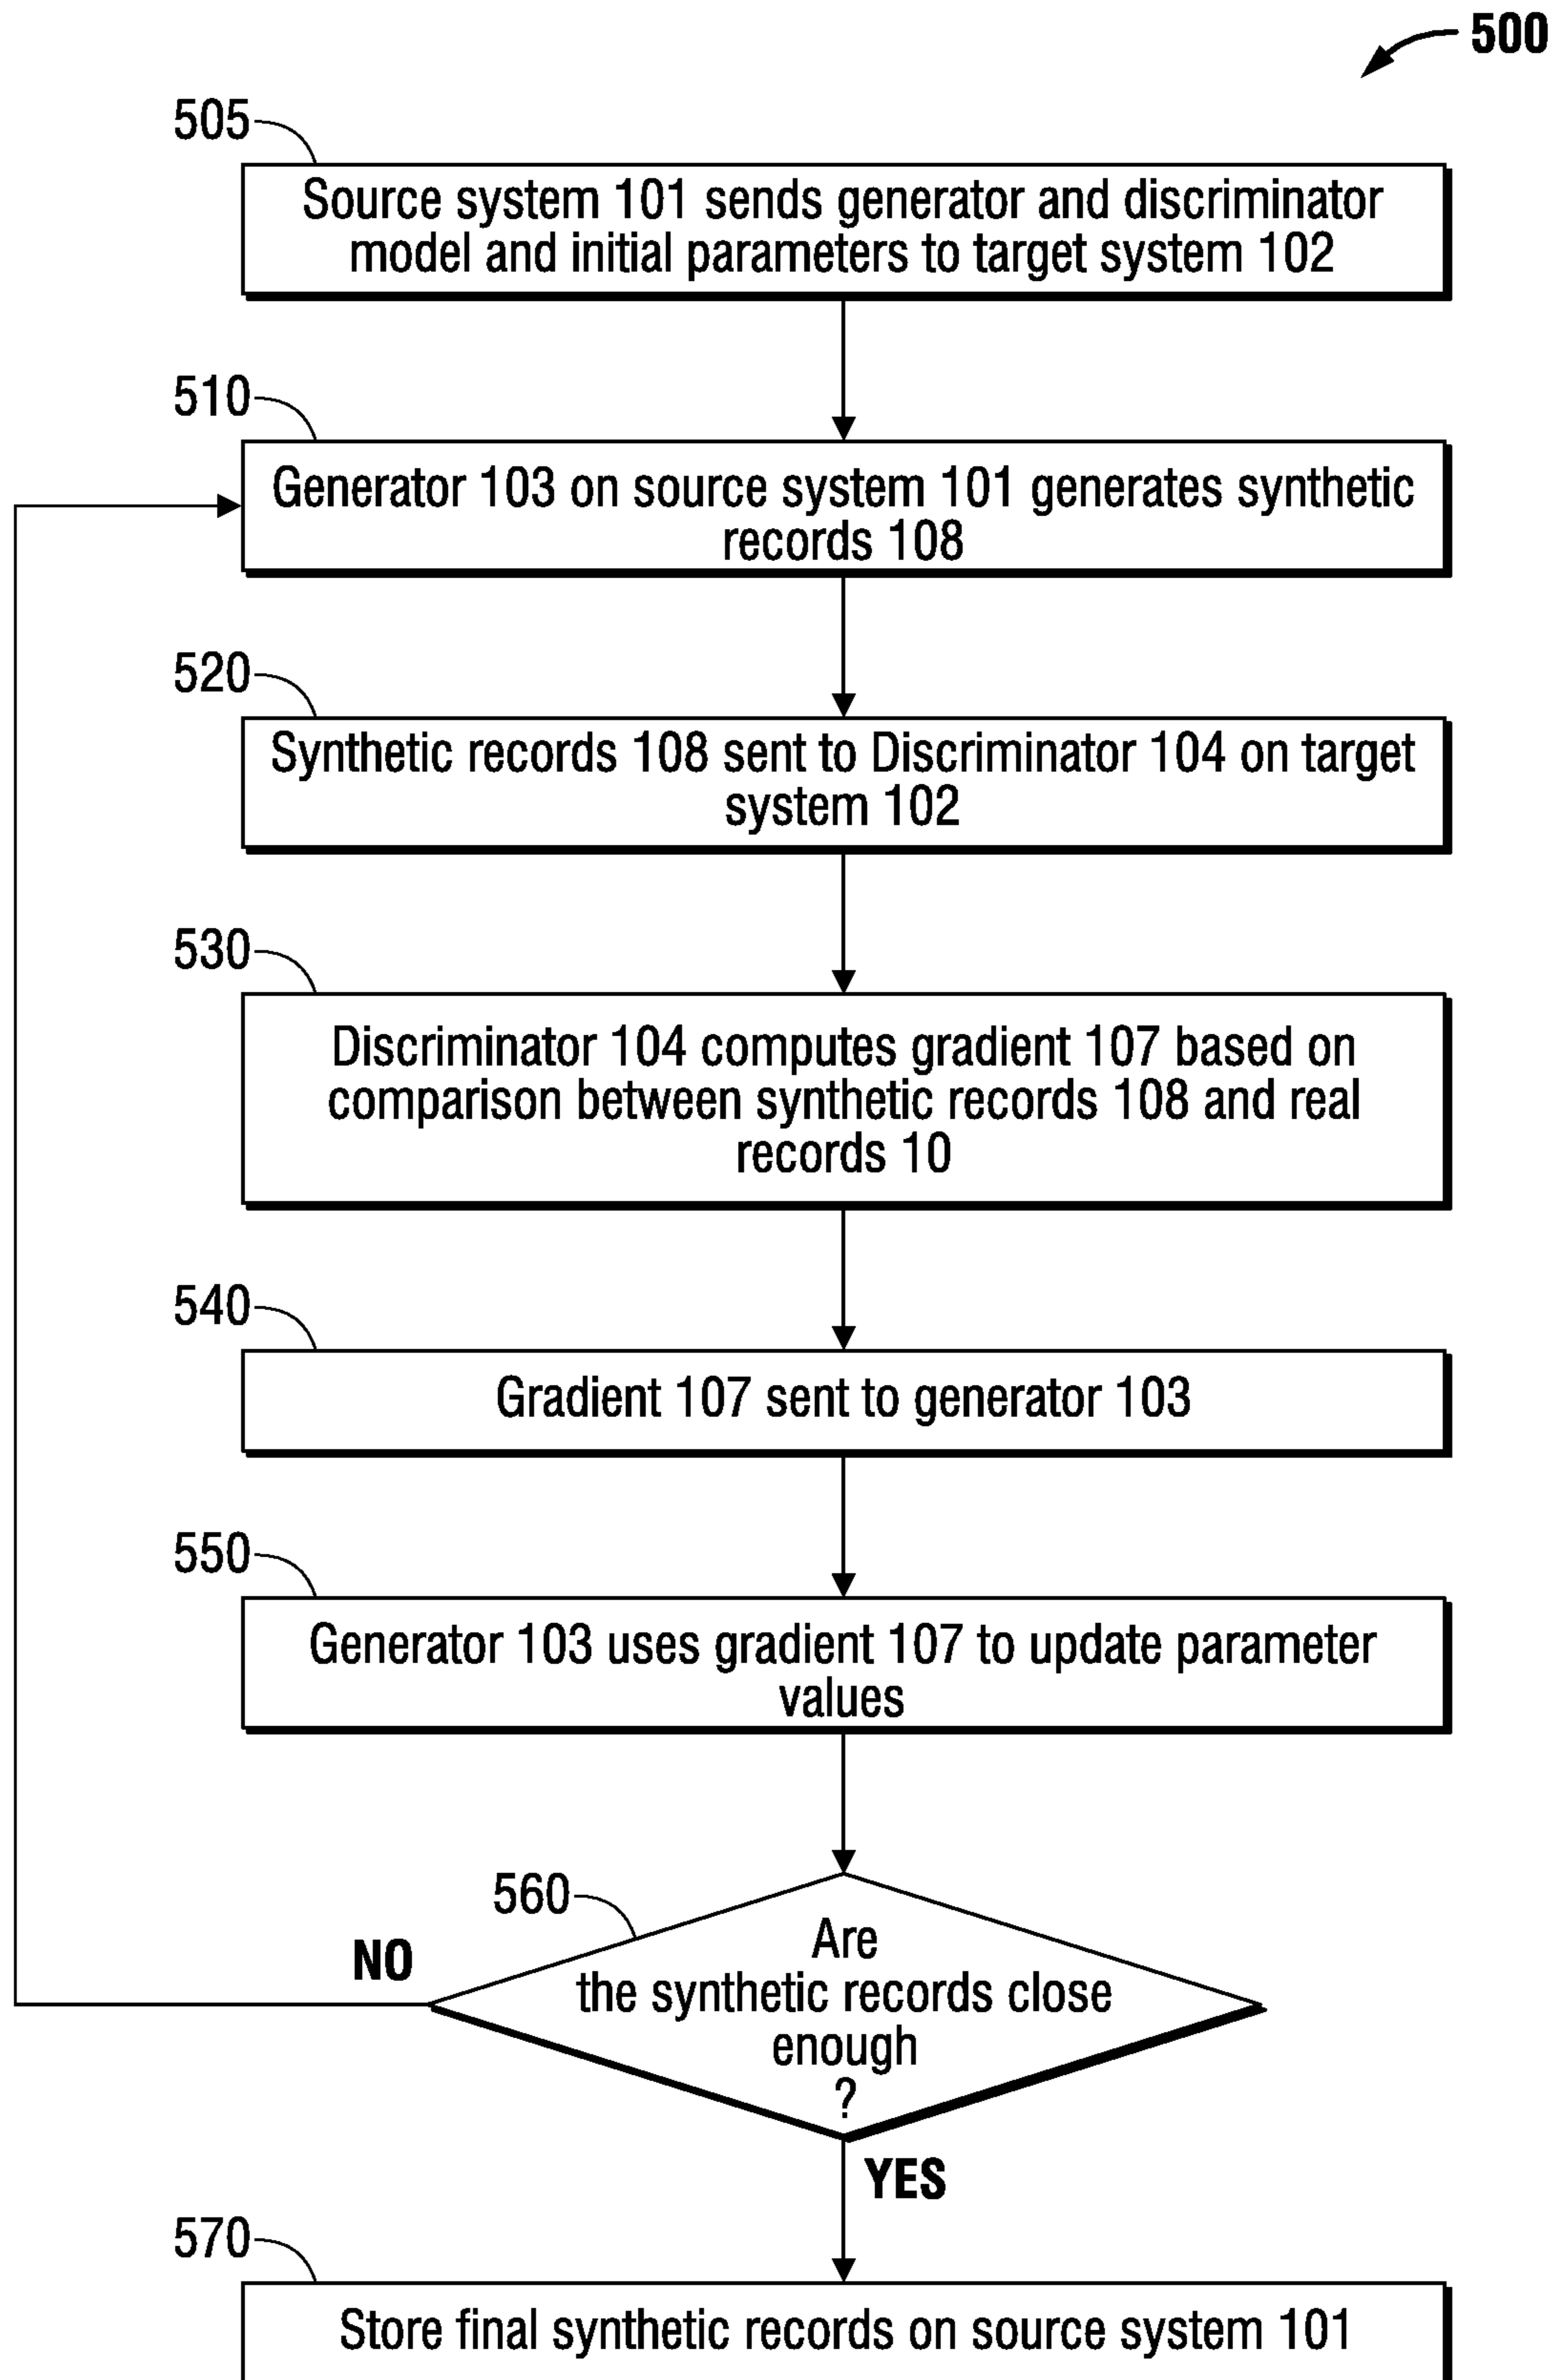 500
505
Source system 101 sends generator and discriminator
model and initial parameters to target system 102
510
Generator 103 on source system 101 generates synthetic
records 108
520
Synthetic records 108 sent to Discriminator 104 on target
system 102
530
Discriminator 104 computes gradient 107 based on
comparison between synthetic records 108 and real
records 10
540
Gradient 107 sent to generator 103
550
Generator 103 uses gradient 107 to update parameter
values
560
NO
Are
the synthetic records close
enough
?
YES
570
Store final synthetic records on source system 101